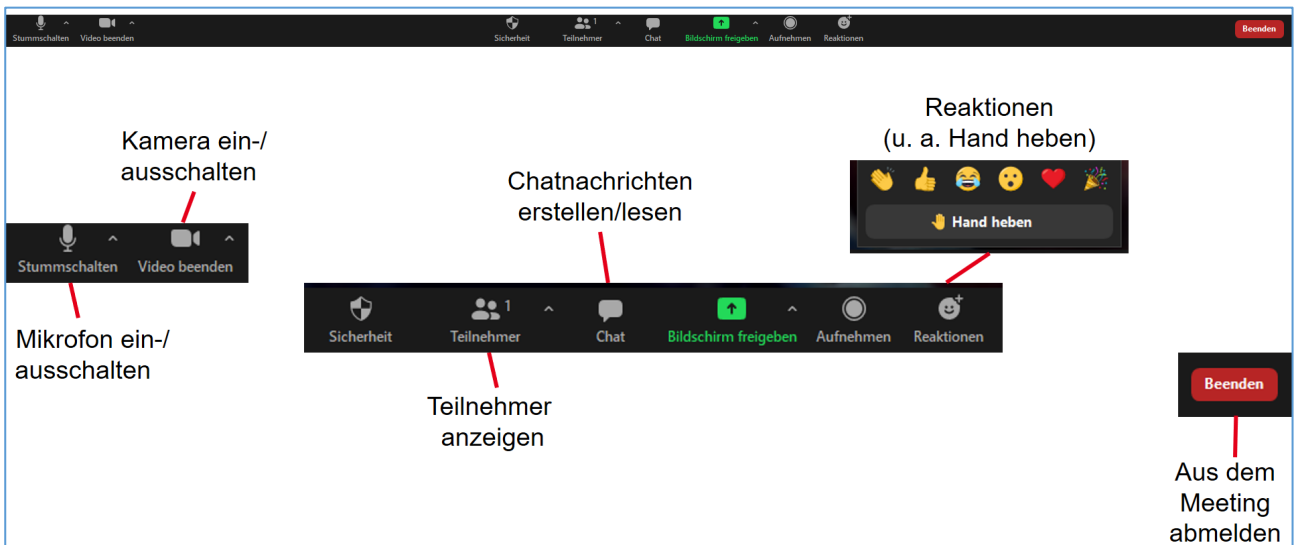 Stummschalten Video beenden Sicherheit Teilnehmer 1 Chat Bildschirm freigeben Aufnehmen Reaktionen Beenden
Reaktionen
(u. a. Hand heben)
Kamera ein-/
ausschalten
Hand heben
Chatnachrichten
erstellen/lesen
Stummschalten Video beenden
1
Sicherheit Teilnehmer Chat Bildschirm freigeben Aufnehmen Reaktionen
Mikrofon ein-/
ausschalten
Teilnehmer
anzeigen
Beenden
Aus dem
Meeting
abmelden